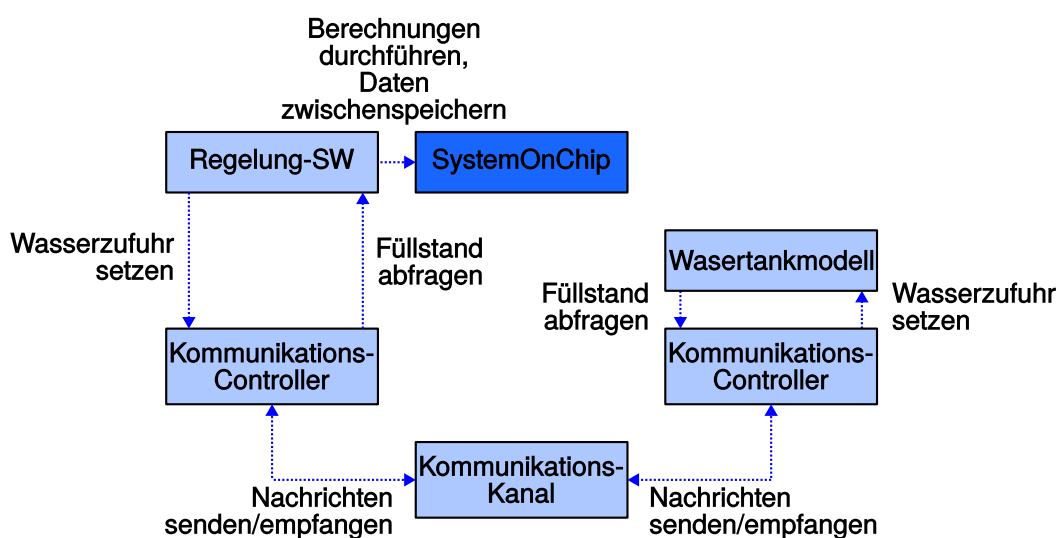 Berechnungen
durchführen,
Daten
zwischenspeichern
Regelung-SW
SystemOnChip
Wasserzufuhr
setzen
Füllstand
abfragen
Wasertankmodell
Füllstand
abfragen
Wasserzufuhr
setzen
Kommunikations-
Controller
Kommunikations-
Controller
Kommunikations-
Kanal
Nachrichten
senden/empfangen
Nachrichten
senden/empfangen